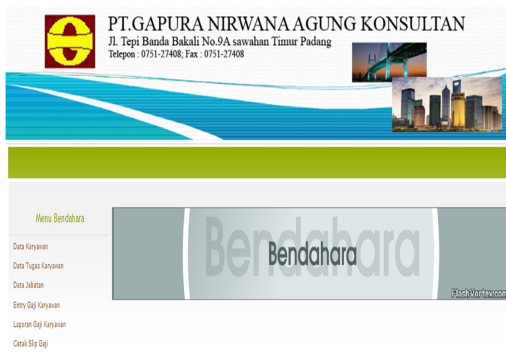 PT.GAPURA NIRWANA AGUNG KONSULTAN
Jl. Tepi Banda Bakali No.9A sawahan Timur Padang
Telepon : 0751-27408; Fax : 0751-27408
Menu Bendahara
Data Karyawan
Data Tugas Karyawan
Data Jabatan
Entry Gaji Karyawan
Laporan Gaji Karyawan
Cetak Slip Gaji
Bendahara
Bendahara
FlashVortex.com